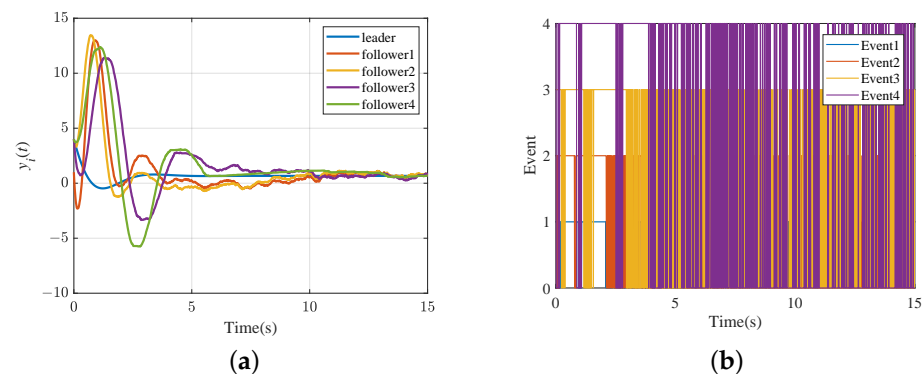 15
10
5
0
−5
−10
y_i(t)
0
5
10
15
Time(s)
leader
follower1
follower2
follower3
follower4
(a)
4
3
2
1
0
Event
0
5
10
15
Time(s)
Event1
Event2
Event3
Event4
(b)